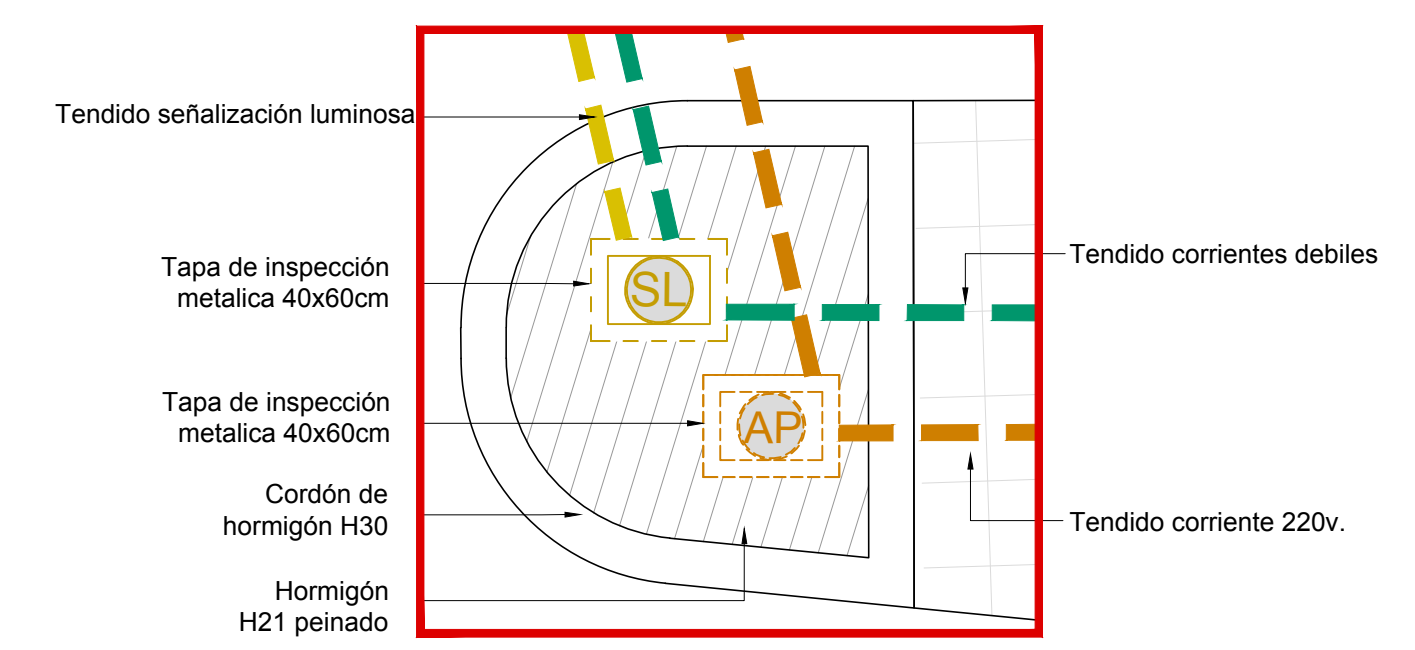 Tendido señalización luminosa
SL
Tendido corrientes debiles
Tapa de inspección
metalica 40x60cm
Tapa de inspección
metalica 40x60cm
AP
Cordón de
hormigón H30
Tendido corriente 220v.
Hormigón
H21 peinado